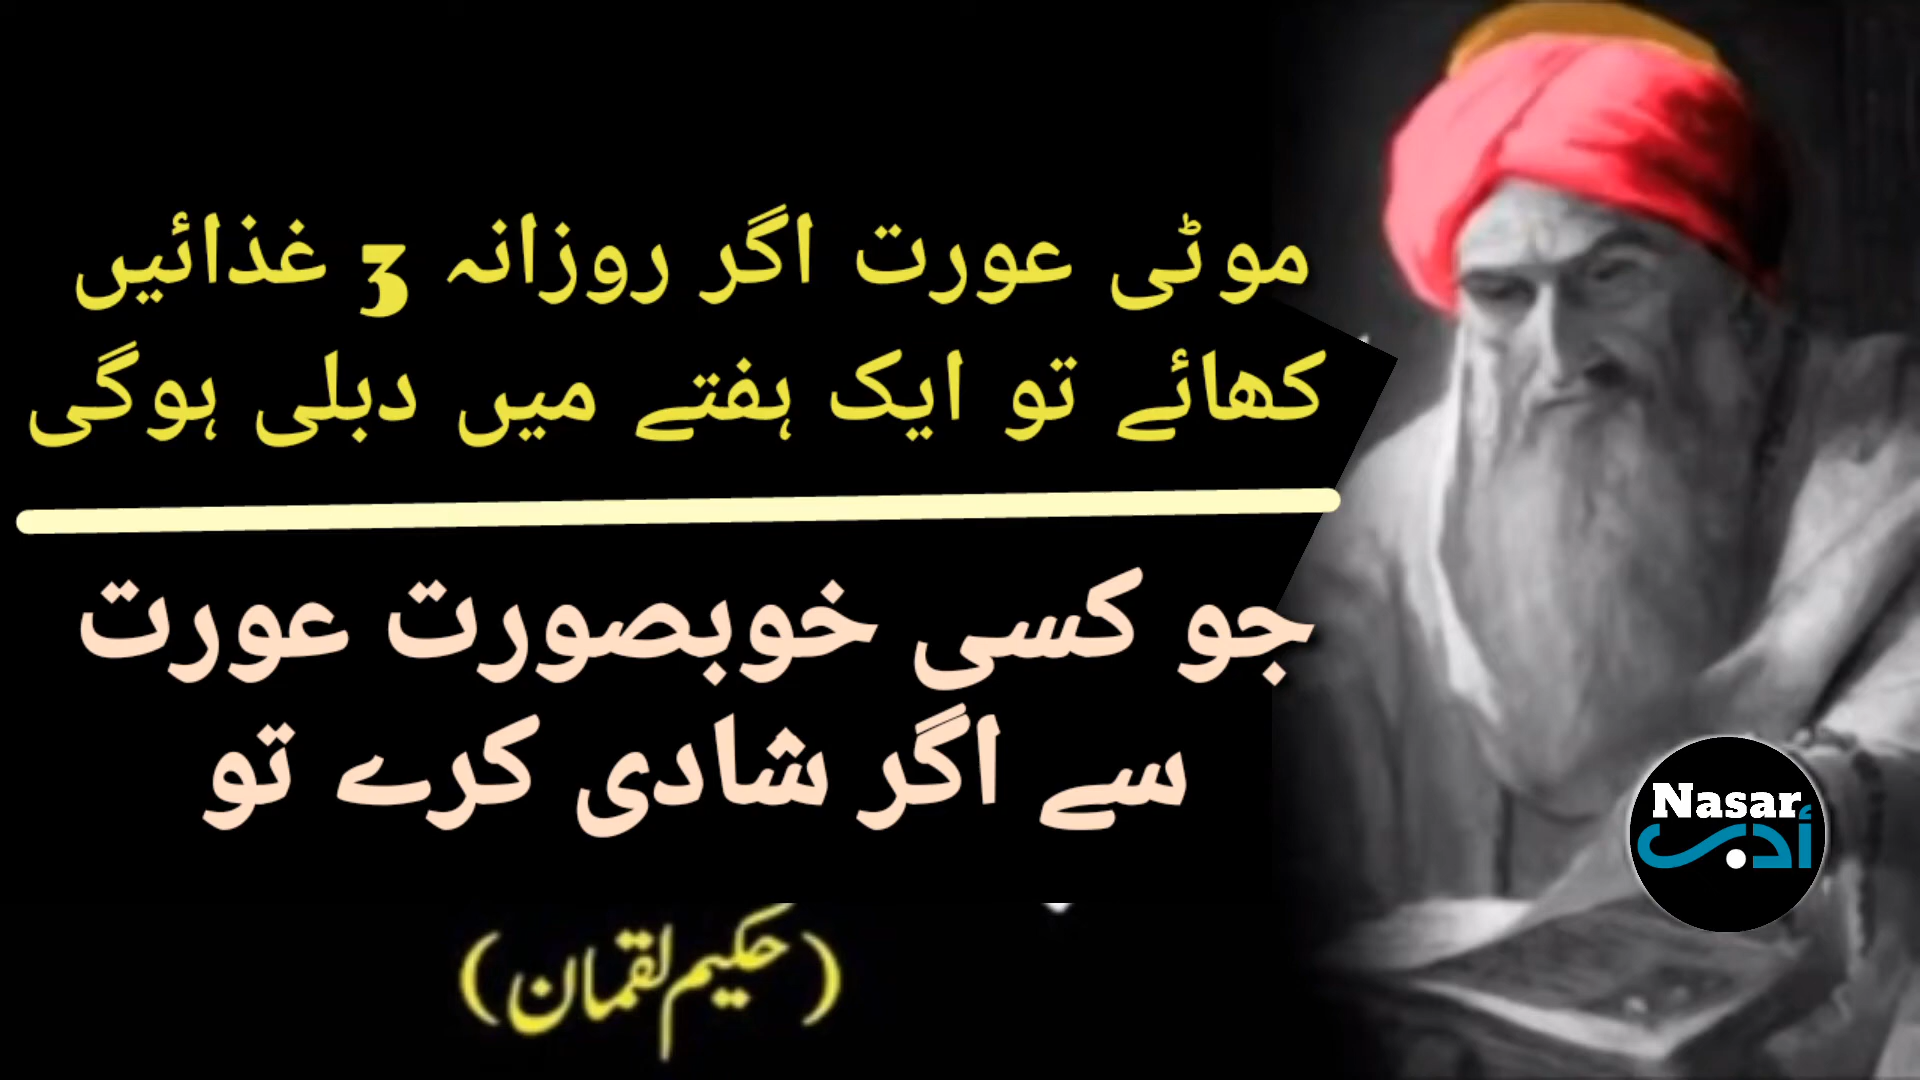 موٹی عورت اگر روزانہ 3 غذائیں
کھائے تو ایک ہفتے میں دبلی ہوگی
جو کسی خوبصورت عورت
سے اگر شادی کرے تو
(حکیم لقمان)
Nasar
أدب